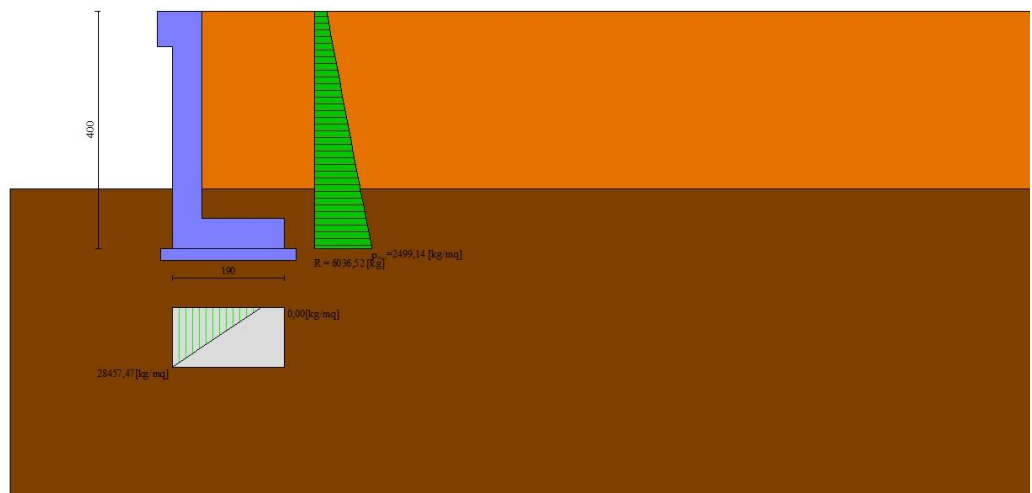 400
=2499,14 [kg/mq]
R = 6036,52 [kg]
190
0,00[kg/mq]
28457,47[kg/mq]